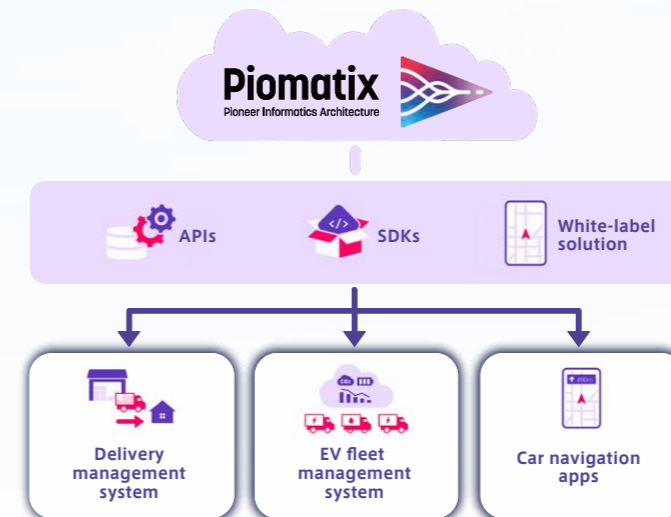 Piomatix
Pioneer Informatics Architecture
APIs
</>
SDKs
White-label
solution
Delivery
management
system
CO₂
EV fleet
management
system
Car navigation
apps